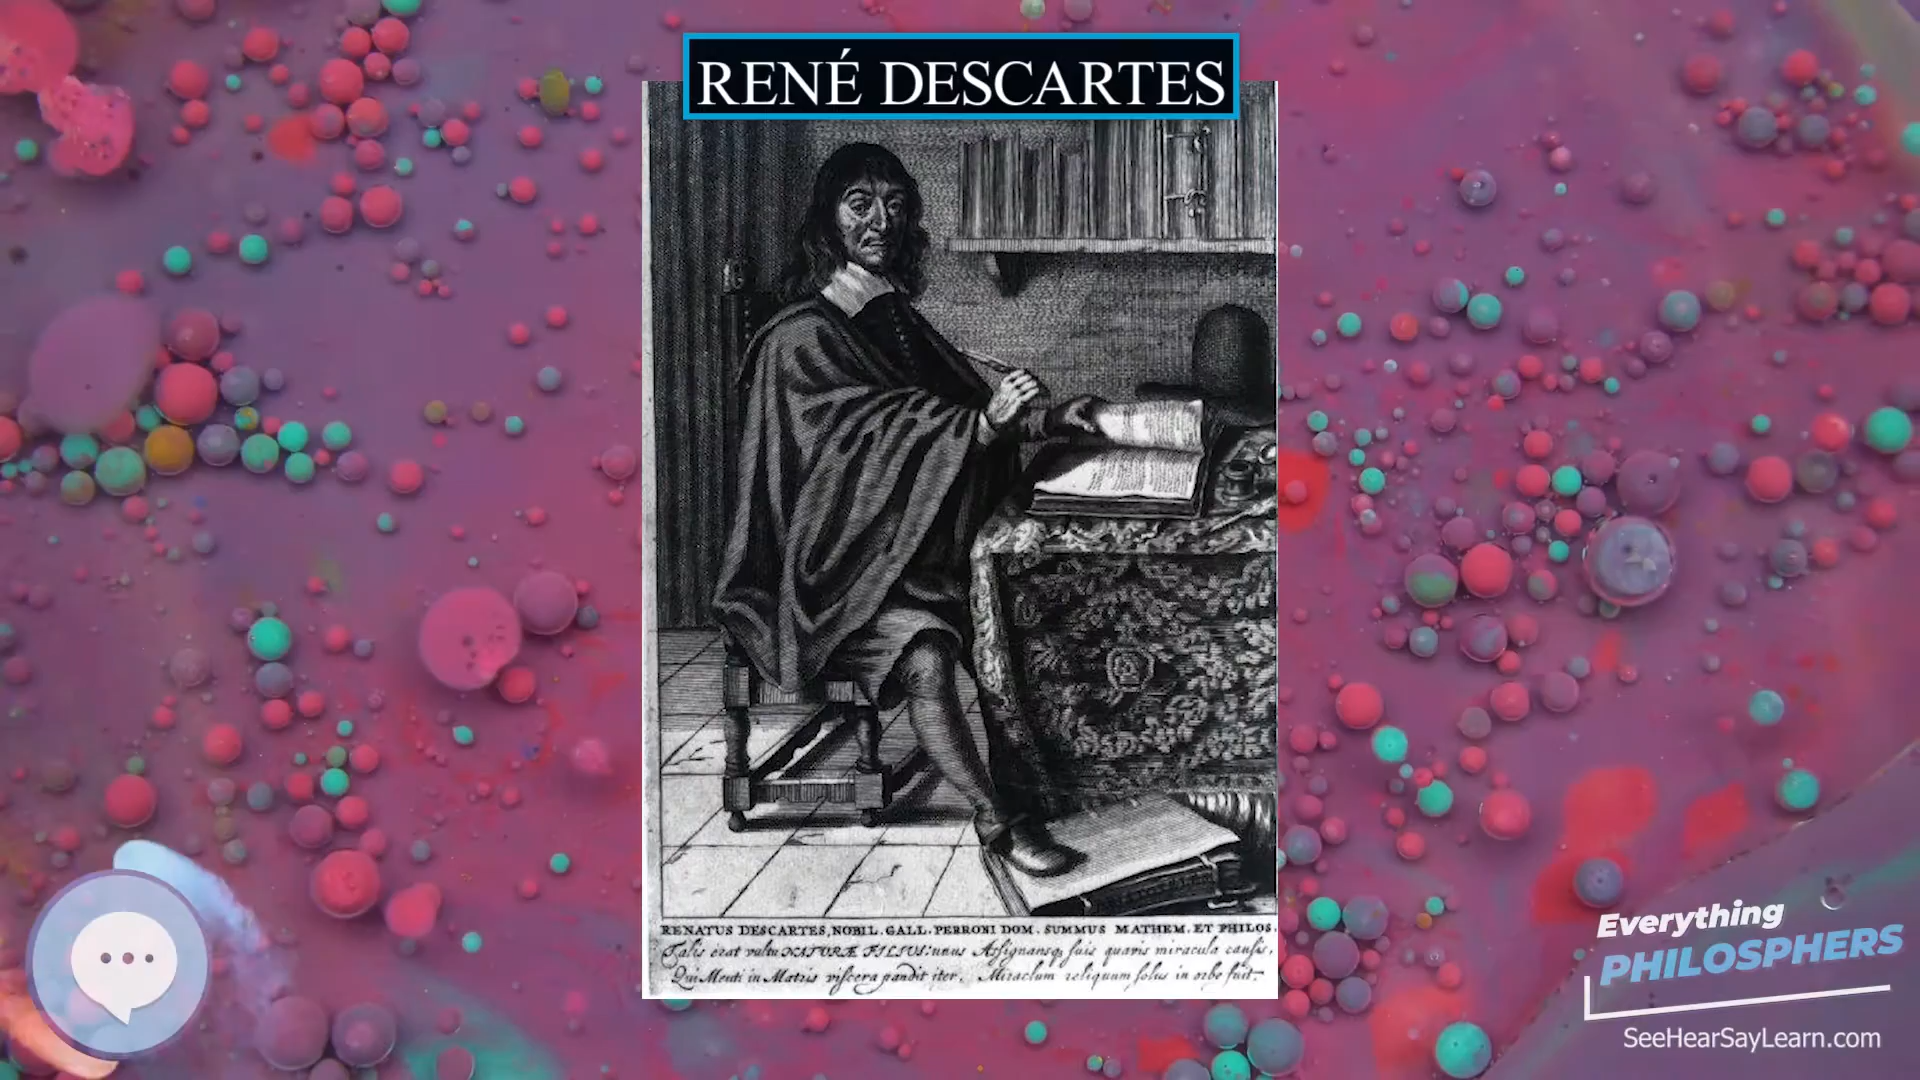 RENÉ DESCARTES
RENATUS DESCARTES, NOBIL. GALL. PERRONI DOM. SUMMUS MATHEM. ET PHILOS.
Talis erat vultu NATURÆ FILIUS: unus Assignansq, suis quavis miracula causis,
Qui Menti in Matris viscera pandit iter. Miraclum reliquum solus in orbe fuit.
Everything
PHILOSPHERS
SeeHearSayLearn.com